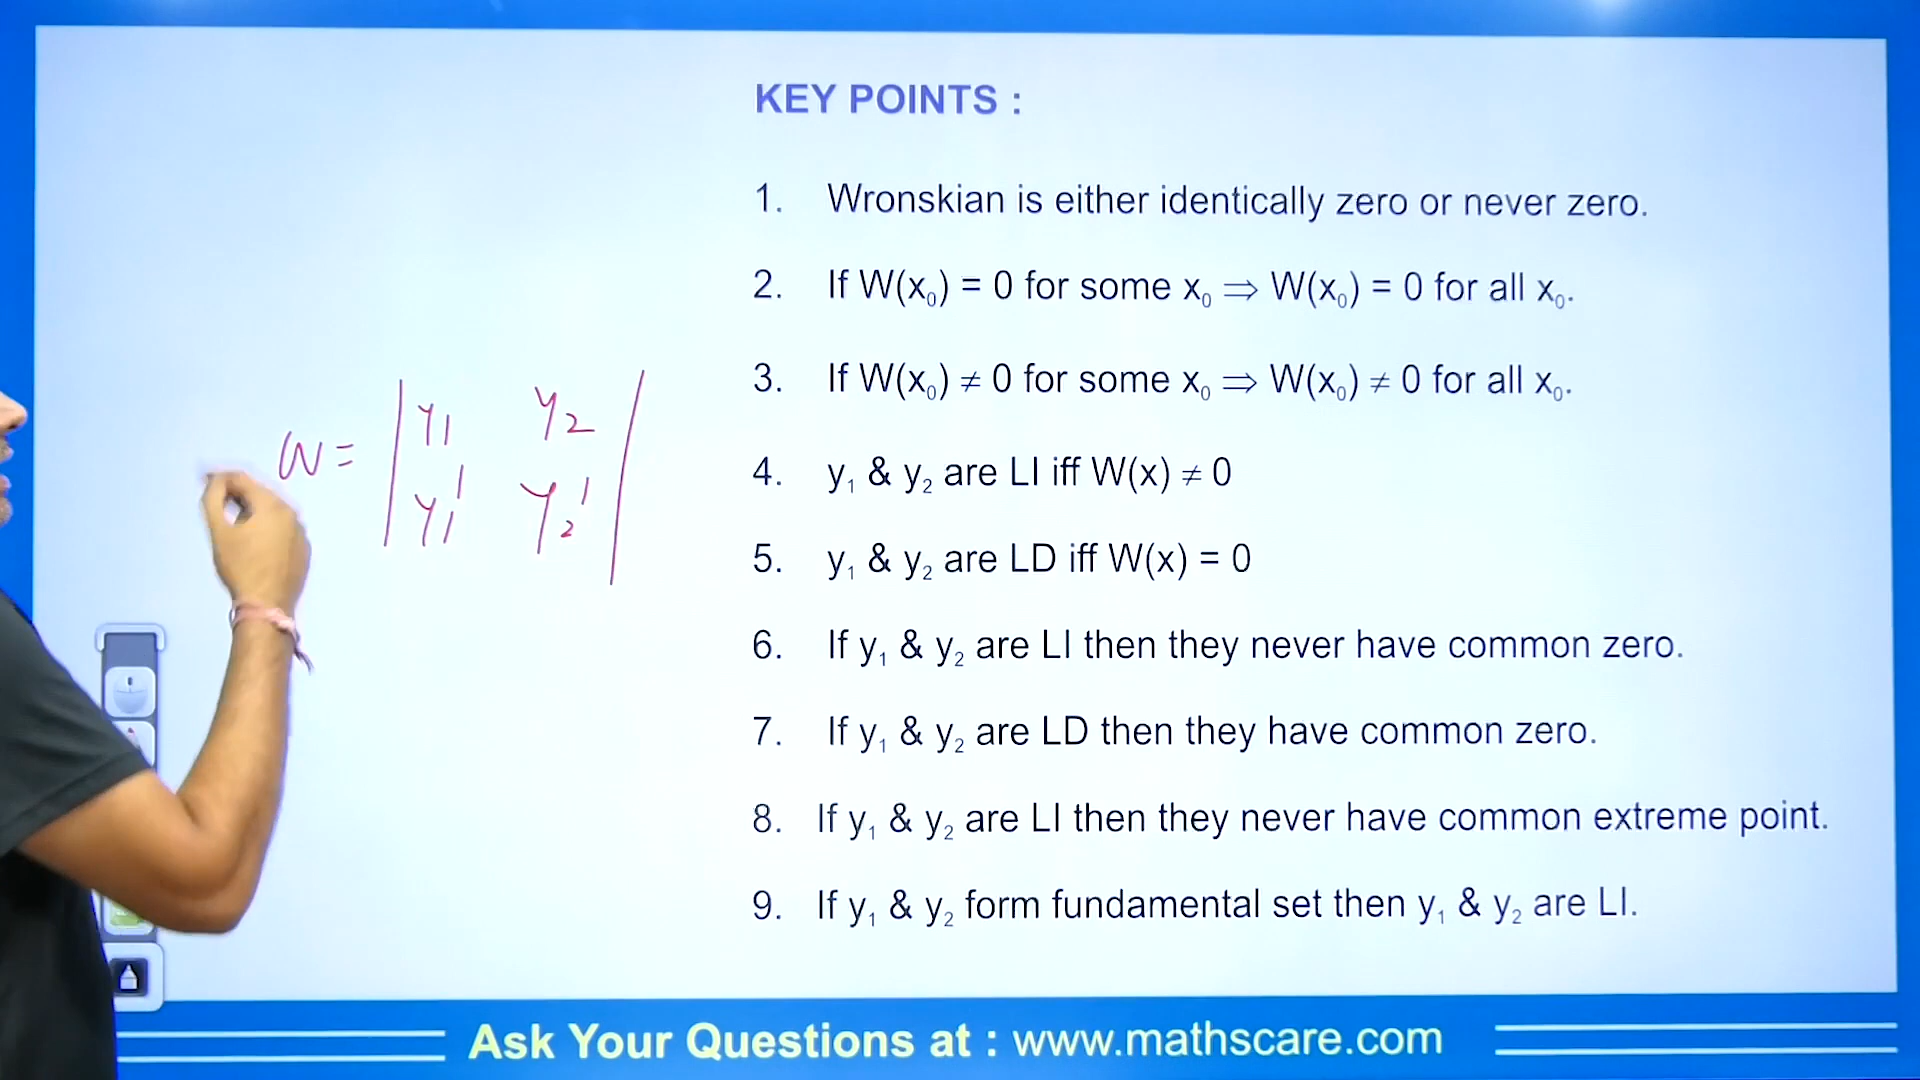 KEY POINTS :
1. Wronskian is either identically zero or never zero.
2. If W(x₀) = 0 for some x₀ ⇒ W(x₀) = 0 for all x₀.
3. If W(x₀) ≠ 0 for some x₀ ⇒ W(x₀) ≠ 0 for all x₀.
W = | y₁ y₂ |
| y₁' y₂' |
4. y₁ & y₂ are LI iff W(x) ≠ 0
5. y₁ & y₂ are LD iff W(x) = 0
6. If y₁ & y₂ are LI then they never have common zero.
7. If y₁ & y₂ are LD then they have common zero.
8. If y₁ & y₂ are LI then they never have common extreme point.
9. If y₁ & y₂ form fundamental set then y₁ & y₂ are LI.
Ask Your Questions at : www.mathscare.com